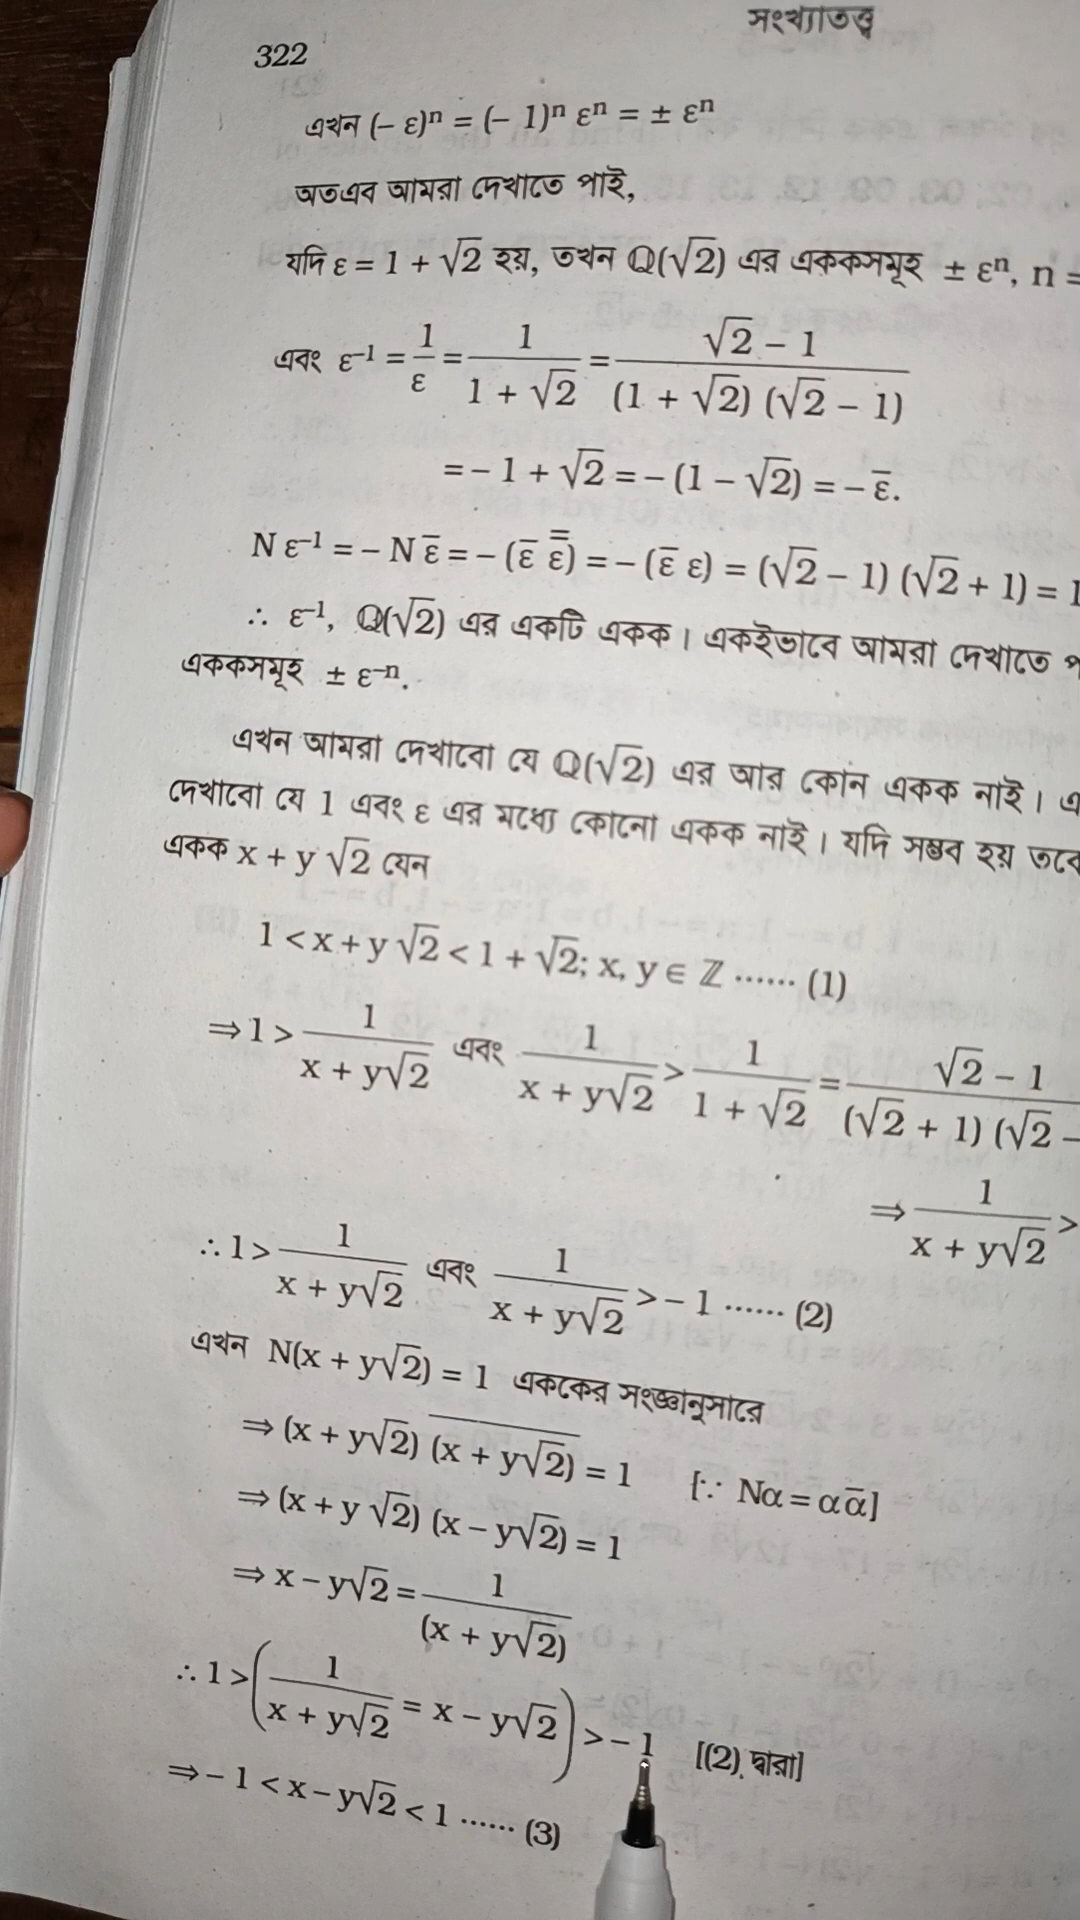 সংখ্যাতত্ত্ব
322
এখন (– ε)ⁿ = (– 1)ⁿ εⁿ = ± εⁿ
অতএব আমরা দেখাতে পাই,
যদি ε = 1 + √2 হয়, তখন Q(√2) এর এককসমূহ ± εⁿ, n =
এবং ε⁻¹ = 1/ε = 1/(1 + √2) = (√2 – 1)/((1 + √2) (√2 – 1))
= – 1 + √2 = – (1 – √2) = – ε̅.
N ε⁻¹ = – N ε̅ = – (ε̅ ε̿) = – (ε̅ ε) = (√2 – 1) (√2 + 1) = 1
∴ ε⁻¹, Q(√2) এর একটি একক। একইভাবে আমরা দেখাতে
এককসমূহ ± ε⁻ⁿ.
এখন আমরা দেখাবো যে Q(√2) এর আর কোন একক নাই।
দেখাবো যে 1 এবং ε এর মধ্যে কোনো একক নাই। যদি সম্ভব হয় তবে
একক x + y √2 যেন
1 < x + y √2 < 1 + √2; x, y ∈ ℤ ...... (1)
⇒ 1 > 1/(x + y√2) এবং 1/(x + y√2) > 1/(1 + √2) = (√2 – 1)/((√2 + 1) (√2 –
⇒ 1/(x + y√2) >
∴ 1 > 1/(x + y√2) এবং 1/(x + y√2) > – 1 ...... (2)
এখন N(x + y√2) = 1 এককের সংজ্ঞানুসারে
⇒ (x + y√2) (x + y√2)̅ = 1 [∵ Nα = αα̅]
⇒ (x + y √2) (x – y√2) = 1
⇒ x – y√2 = 1/(x + y√2)
∴ 1 > (1/(x + y√2) = x – y√2) > – 1 [(2) দ্বারা]
⇒ – 1 < x – y√2 < 1 ...... (3)